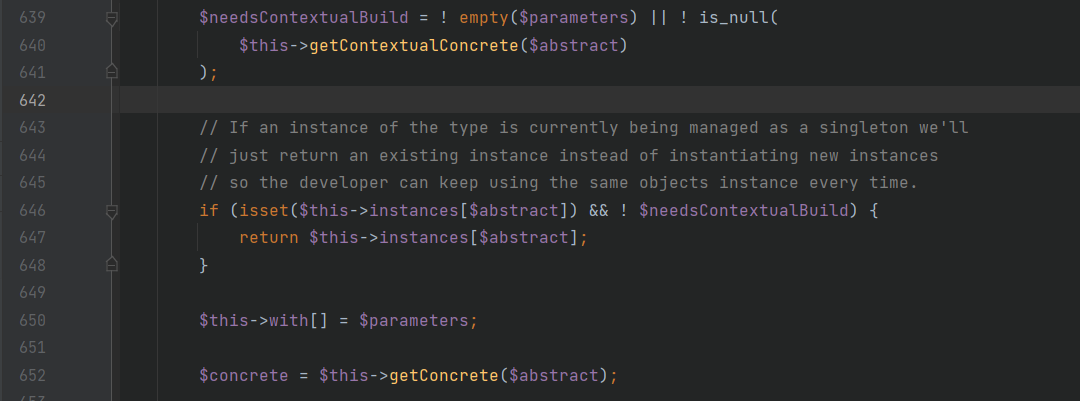 639 $needsContextualBuild = ! empty($parameters) || ! is_null(
640 $this->getContextualConcrete($abstract)
641 );
642
643 // If an instance of the type is currently being managed as a singleton we'll
644 // just return an existing instance instead of instantiating new instances
645 // so the developer can keep using the same objects instance every time.
646 if (isset($this->instances[$abstract]) && ! $needsContextualBuild) {
647 return $this->instances[$abstract];
648 }
649
650 $this->with[] = $parameters;
651
652 $concrete = $this->getConcrete($abstract);
653